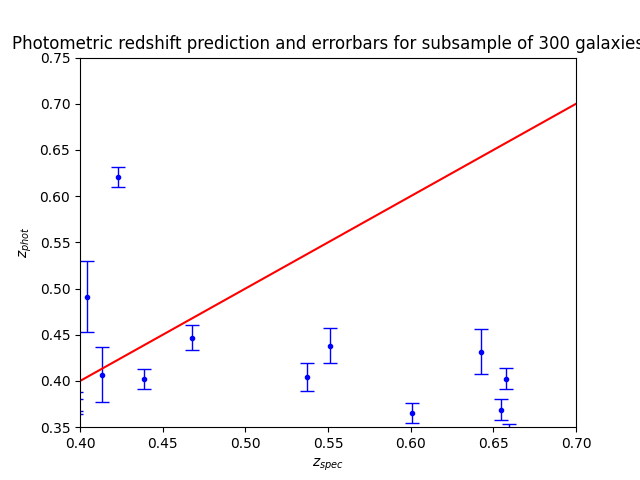 Photometric redshift prediction and errorbars for subsample of 300 galaxies
0.75
0.70
0.65
0.60
0.55
0.50
0.45
0.40
0.35
z_phot
0.40 0.45 0.50 0.55 0.60 0.65 0.70
z_spec